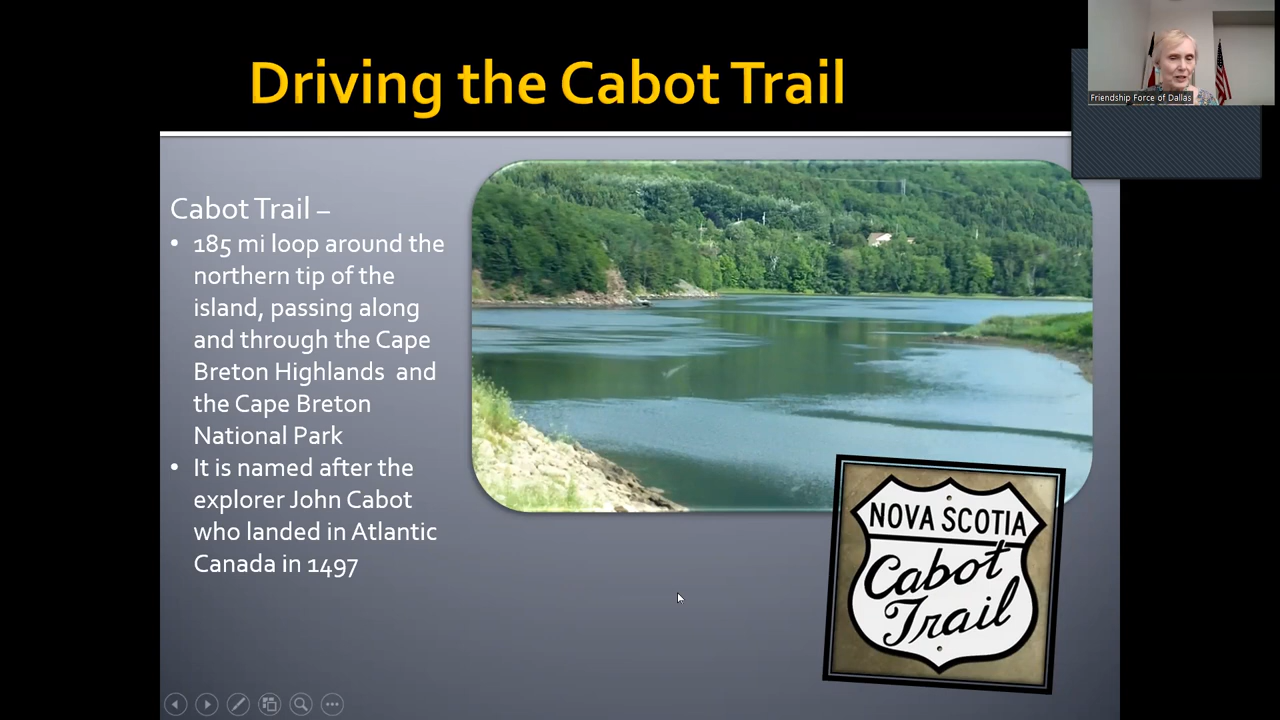 Driving the Cabot Trail
Friendship Force of Dallas
Cabot Trail –
• 185 mi loop around the
northern tip of the
island, passing along
and through the Cape
Breton Highlands  and
the Cape Breton
National Park
• It is named after the
explorer John Cabot
who landed in Atlantic
Canada in 1497
NOVA SCOTIA
Cabot
Trail